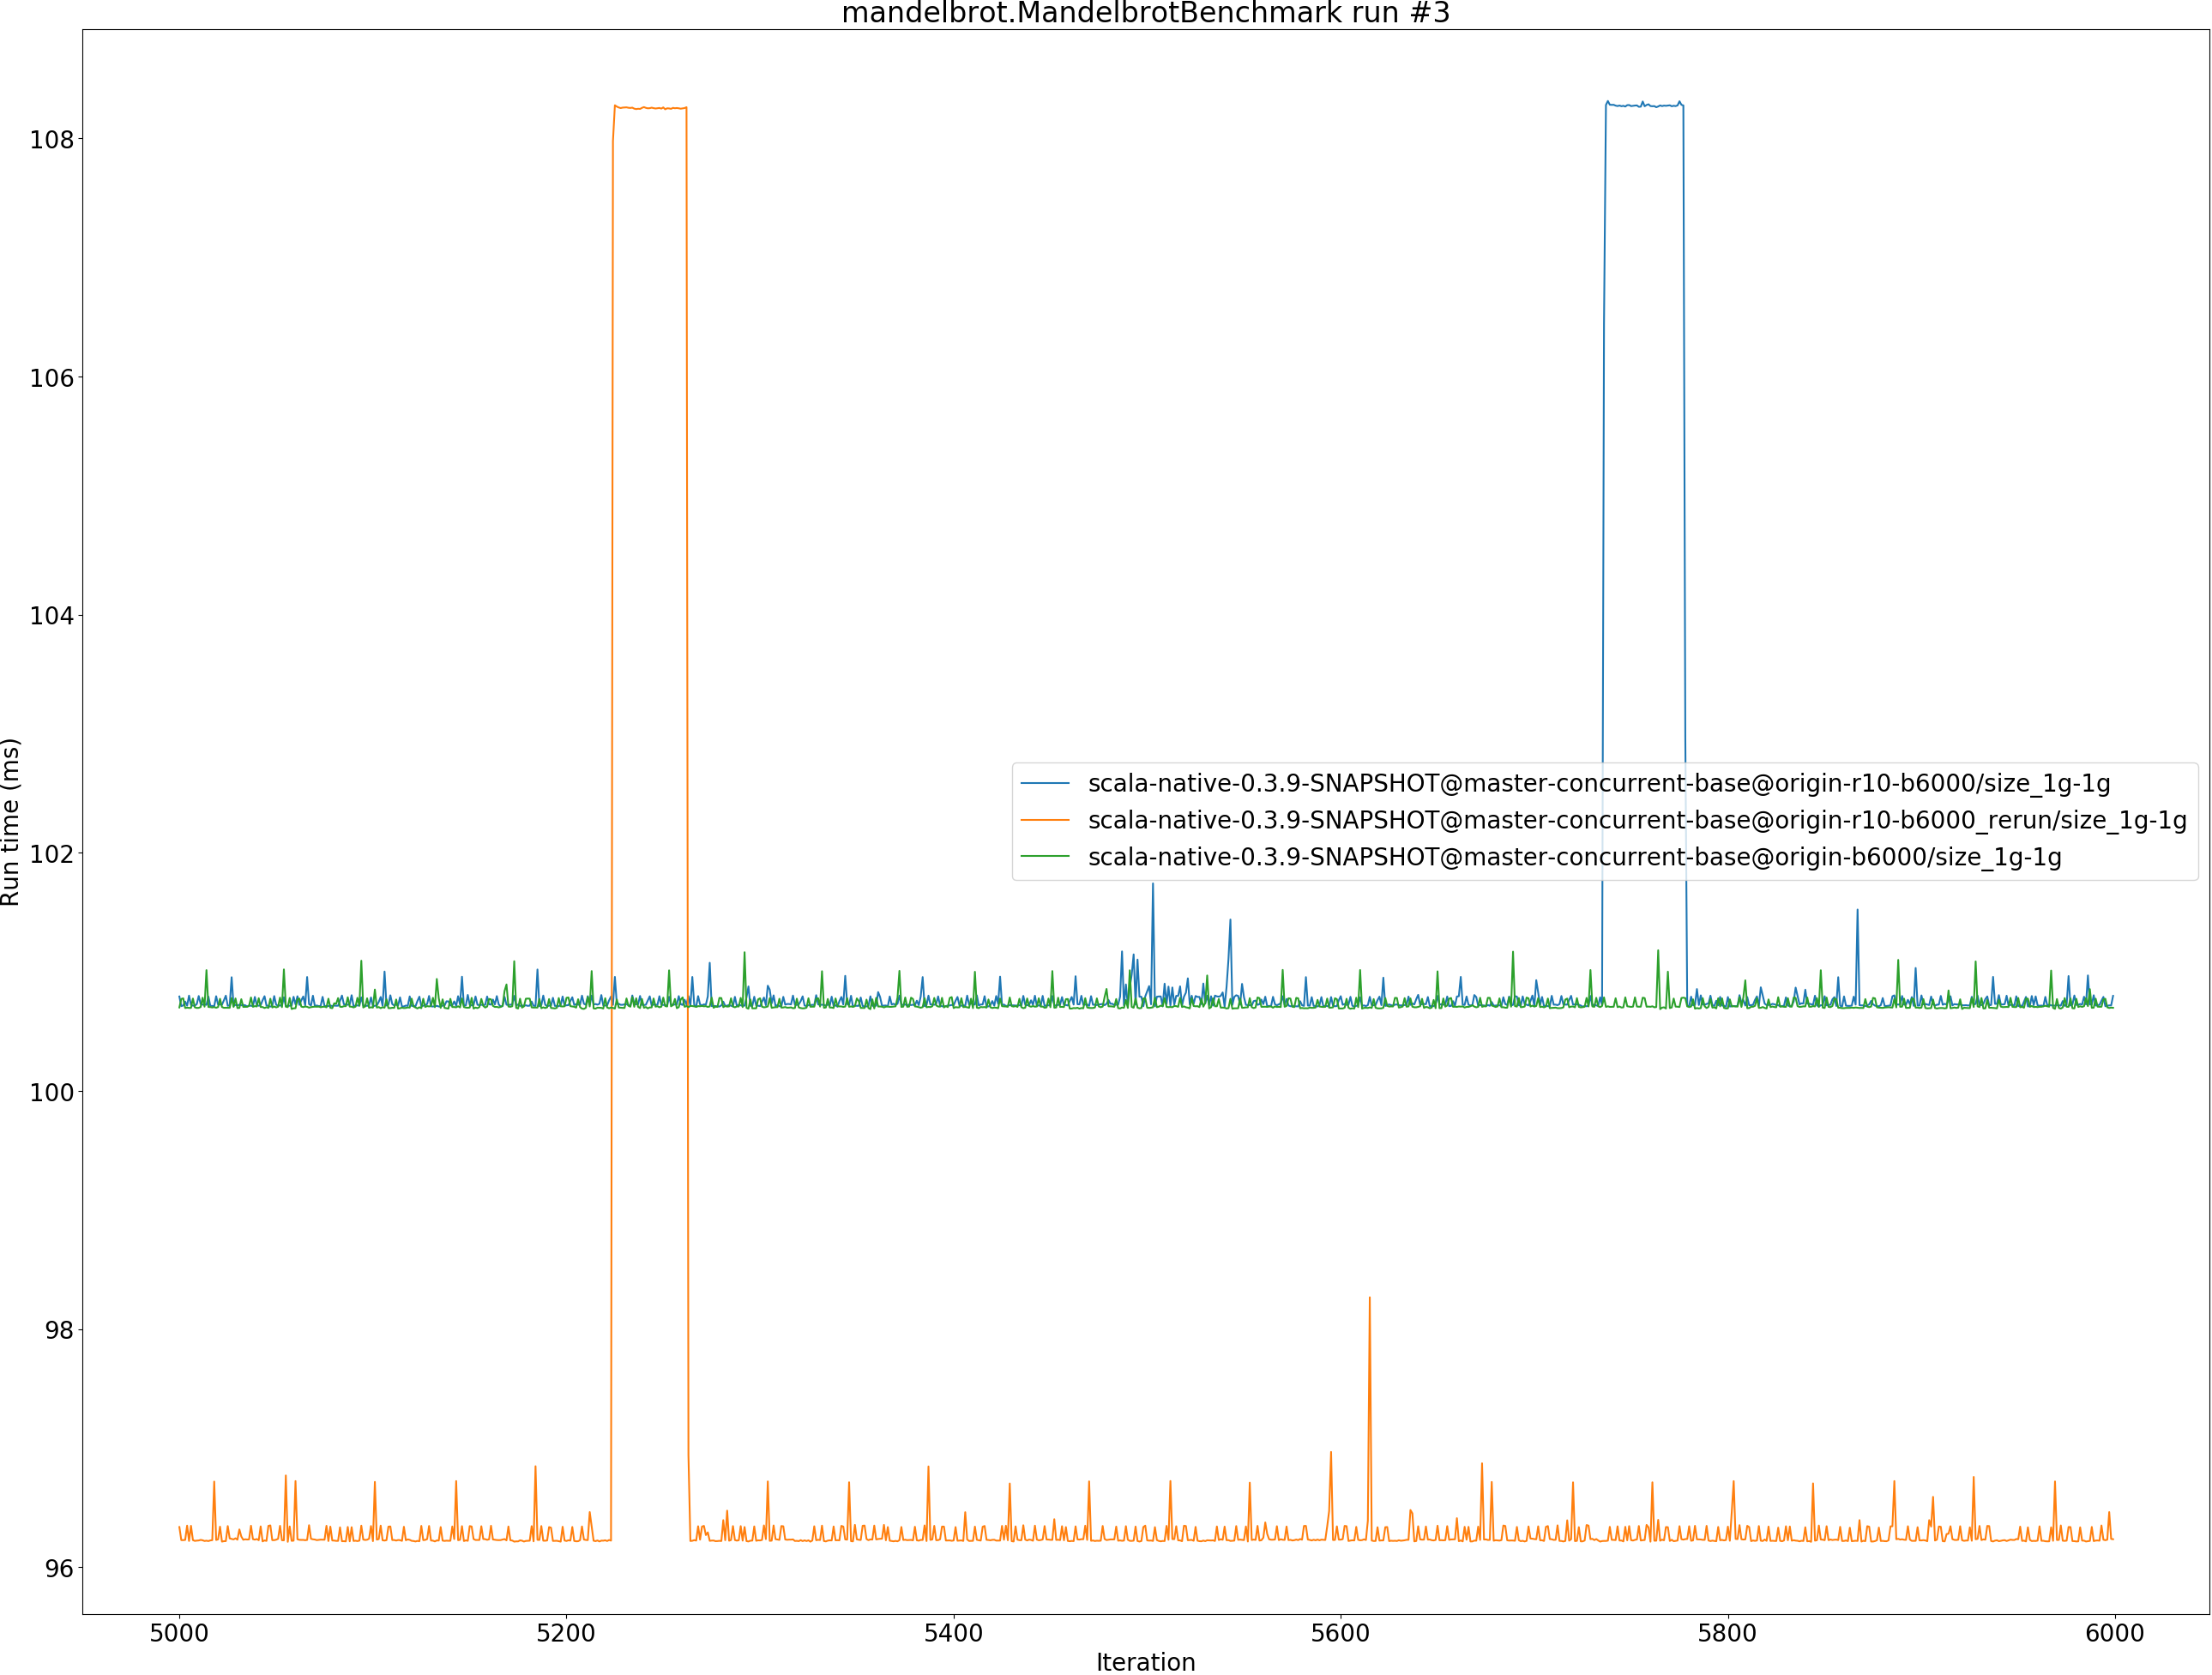 mandelbrot.MandelbrotBenchmark run #3
108
106
104
102
100
98
96
Run time (ms)
scala-native-0.3.9-SNAPSHOT@master-concurrent-base@origin-r10-b6000/size_1g-1g
scala-native-0.3.9-SNAPSHOT@master-concurrent-base@origin-r10-b6000_rerun/size_1g-1g
scala-native-0.3.9-SNAPSHOT@master-concurrent-base@origin-b6000/size_1g-1g
5000 5200 5400 5600 5800 6000
Iteration